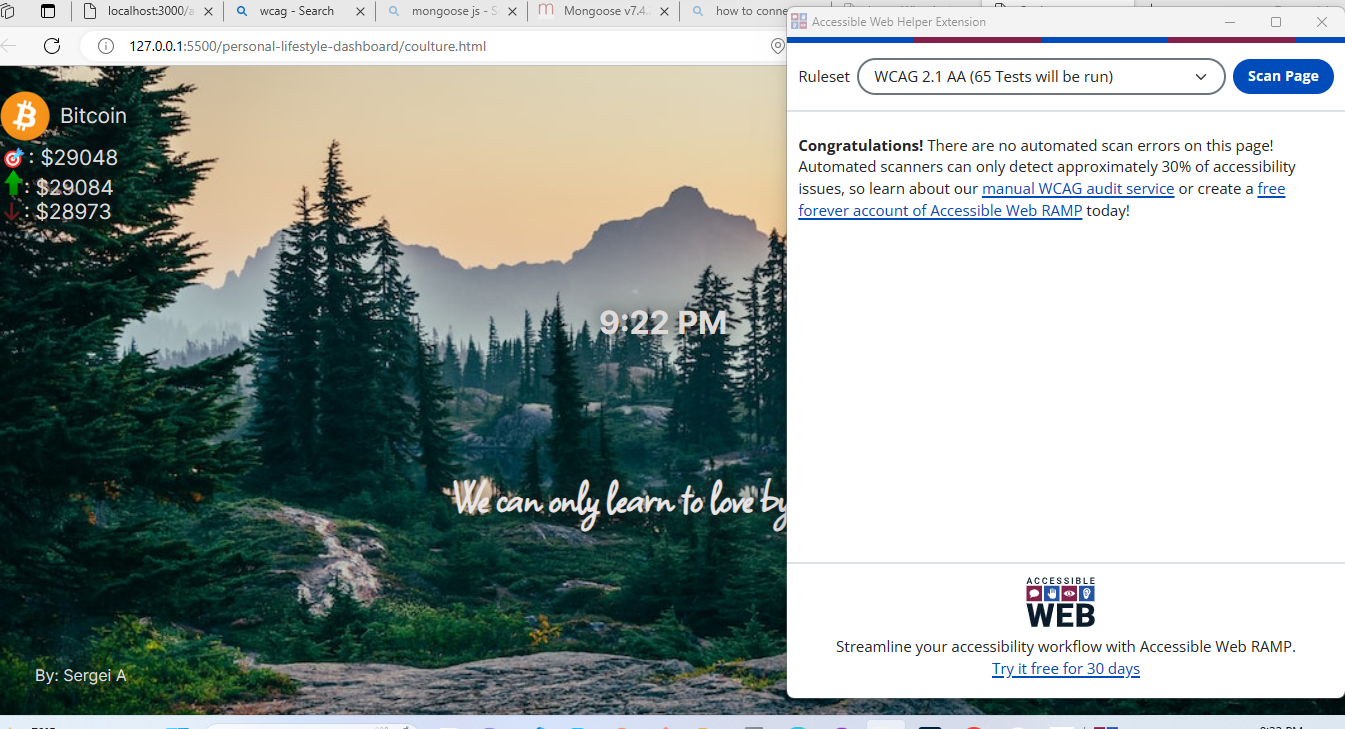 localhost:3000/a
wcag - Search
mongoose js - S
Mongoose v7.4.
how to conne
Accessible Web Helper Extension
127.0.0.1:5500/personal-lifestyle-dashboard/coulture.html
Ruleset
WCAG 2.1 AA (65 Tests will be run)
Scan Page
Bitcoin
: $29048
: $29084
: $28973
Congratulations! There are no automated scan errors on this page!
Automated scanners can only detect approximately 30% of accessibility
issues, so learn about our manual WCAG audit service or create a free
forever account of Accessible Web RAMP today!
9:22 PM
We can only learn to love by
By: Sergei A
ACCESSIBLE
WEB
Streamline your accessibility workflow with Accessible Web RAMP.
Try it free for 30 days